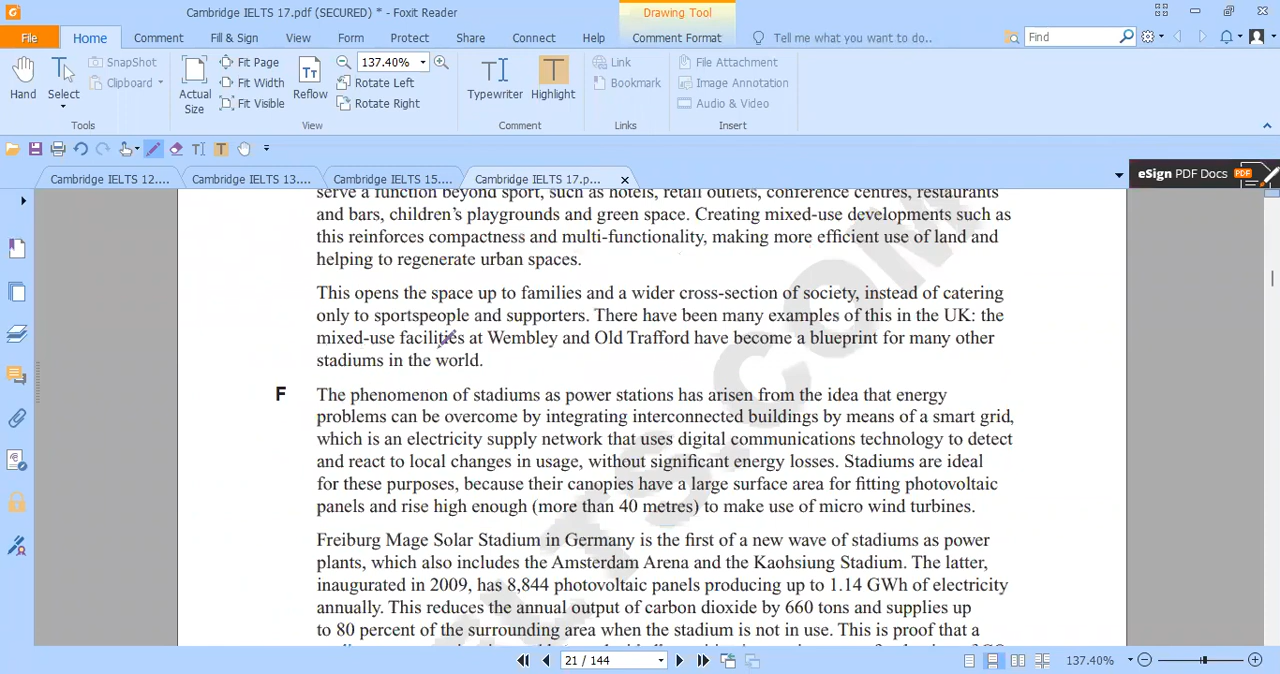 Cambridge IELTS 17.pdf (SECURED) * - Foxit Reader
Drawing Tool
File Home Comment Fill & Sign View Form Protect Share Connect Help Comment Format Tell me what you want to do.. Find
Hand
Select
SnapShot
Clipboard
Actual Size
Fit Page
Fit Width
Fit Visible
Reflow
137.40%
Rotate Left
Rotate Right
Typewriter
Highlight
Link
Bookmark
File Attachment
Image Annotation
Audio & Video
Tools View Comment Links Insert
Cambridge IELTS 12.... Cambridge IELTS 13.... Cambridge IELTS 15.... Cambridge IELTS 17.p...
eSign PDF Docs PDF
serve a function beyond sport, such as hotels, retail outlets, conference centres, restaurants
and bars, children's playgrounds and green space. Creating mixed-use developments such as
this reinforces compactness and multi-functionality, making more efficient use of land and
helping to regenerate urban spaces.
This opens the space up to families and a wider cross-section of society, instead of catering
only to sportspeople and supporters. There have been many examples of this in the UK: the
mixed-use facilities at Wembley and Old Trafford have become a blueprint for many other
stadiums in the world.
F The phenomenon of stadiums as power stations has arisen from the idea that energy
problems can be overcome by integrating interconnected buildings by means of a smart grid,
which is an electricity supply network that uses digital communications technology to detect
and react to local changes in usage, without significant energy losses. Stadiums are ideal
for these purposes, because their canopies have a large surface area for fitting photovoltaic
panels and rise high enough (more than 40 metres) to make use of micro wind turbines.
Freiburg Mage Solar Stadium in Germany is the first of a new wave of stadiums as power
plants, which also includes the Amsterdam Arena and the Kaohsiung Stadium. The latter,
inaugurated in 2009, has 8,844 photovoltaic panels producing up to 1.14 GWh of electricity
annually. This reduces the annual output of carbon dioxide by 660 tons and supplies up
to 80 percent of the surrounding area when the stadium is not in use. This is proof that a
21 / 144
137.40%